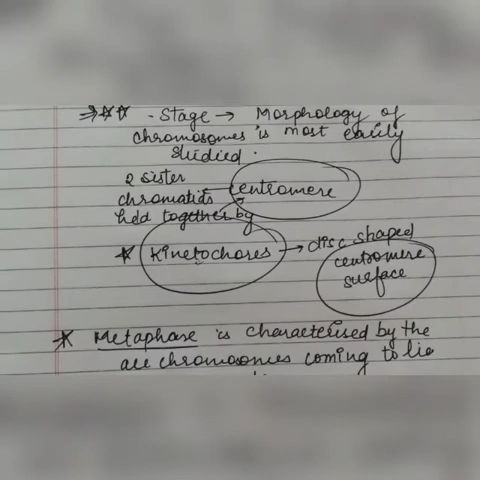 ⇒☆☆ - Stage → Morphology of
chromosomes is most easily
studied.
2 sister
chromatids → centromere
held together by
☆ Kinetochores → disc shaped
centromere
surface
☆ Metaphase is characterised by the
all chromosomes coming to lie